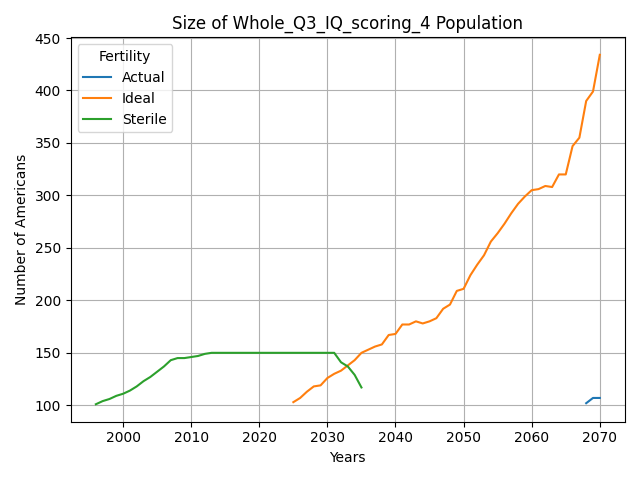 Size of Whole_Q3_IQ_scoring_4 Population
Number of Americans
450
400
350
300
250
200
150
100
Fertility
Actual
Ideal
Sterile
2000 2010 2020 2030 2040 2050 2060 2070
Years